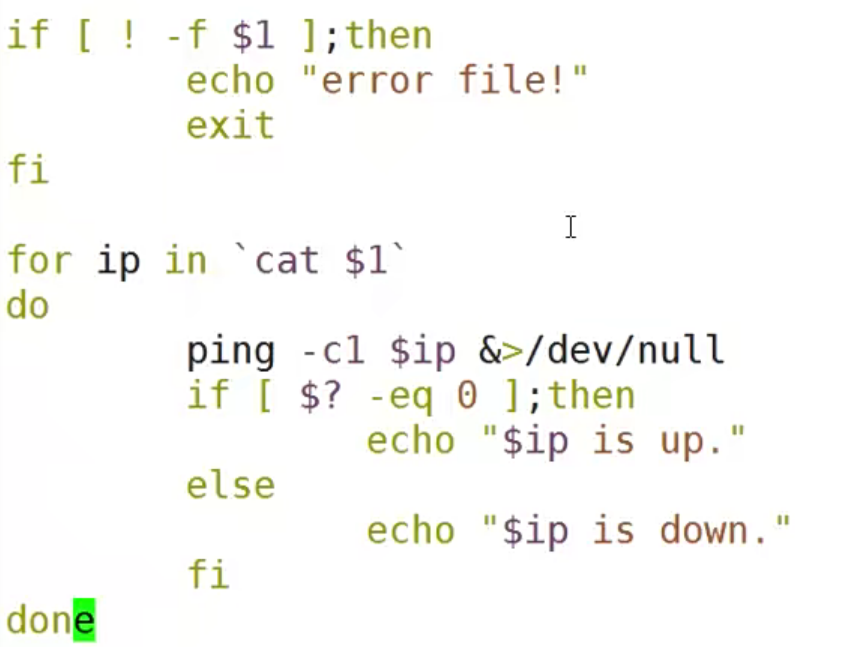 if [ ! -f $1 ];then
        echo "error file!"
        exit
fi

for ip in `cat $1`
do
        ping -c1 $ip &>/dev/null
        if [ $? -eq 0 ];then
                echo "$ip is up."
        else
                echo "$ip is down."
        fi
done